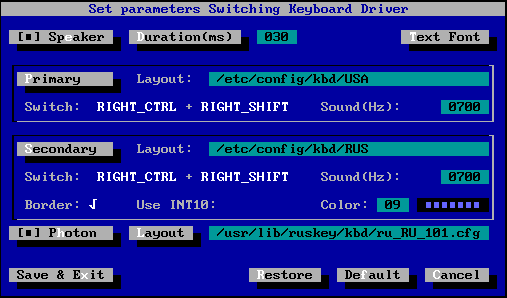 Set parameters Switching Keyboard Driver
[■] Speaker Duration(ms) 030 Text Font
Primary Layout: /etc/config/kbd/USA
Switch: RIGHT_CTRL + RIGHT_SHIFT Sound(Hz): 0700
Secondary Layout: /etc/config/kbd/RUS
Switch: RIGHT_CTRL + RIGHT_SHIFT Sound(Hz): 0700
Border: √ Use INT10: Color: 09 ▪▪▪▪▪▪▪
[■] Photon Layout /usr/lib/ruskey/kbd/ru_RU_101.cfg
Save & Exit Restore Default Cancel